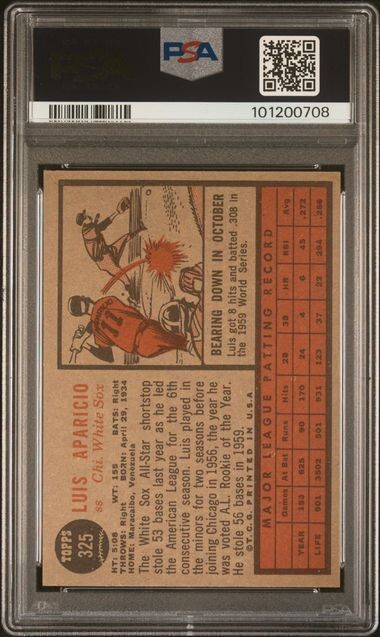 PSA
101200708
TOPPS
325
LUIS APARICIO
SS Chi. White Sox
HT: 5:08 WT: 155 BATS: Right
THROWS: Right BORN: April 29, 1934
HOME: Maracaibo, Venezuela
The White Sox All-Star shortstop
stole 53 bases last year as he led
the American League for the 6th
consecutive season. Luis played in
the minors for two seasons before
joining Chicago in 1956, the year he
was voted A.L. Rookie of the Year.
He stole 56 bases in 1959.
©T.C.G. PRINTED IN U.S.A.
11
BEARING DOWN IN OCTOBER
Luis got 8 hits and batted .308 in
the 1959 World Series.
MAJOR LEAGUE BATTING RECORD
Games At Bat Runs Hits 2B 3B HR RBI Avg
YEAR 156 625 90 170 24 4 6 45 .272
LIFE 901 3502 501 931 123 37 22 294 .266
PSA